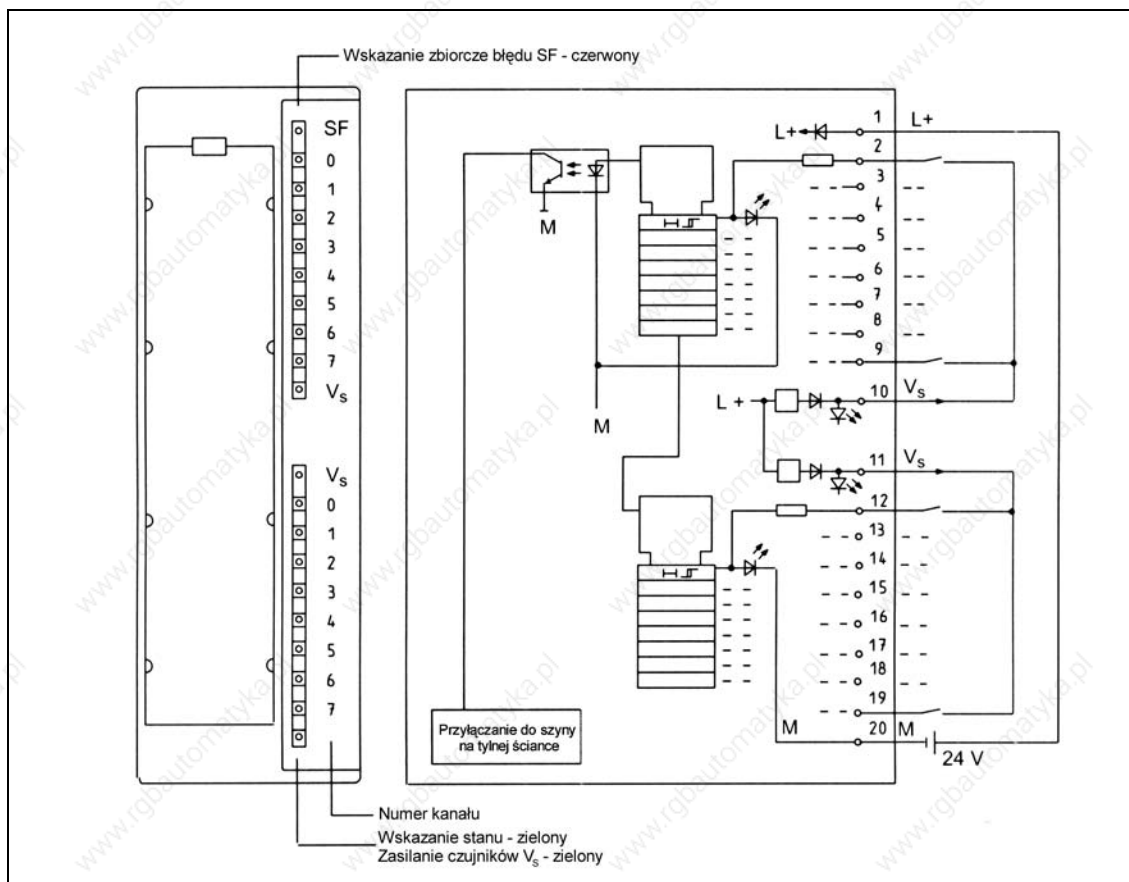 Wskazanie zbiorcze błędu SF - czerwony
SF
0
1
2
3
4
5
6
7
Vs
Vs
0
1
2
3
4
5
6
7
Numer kanału
Wskazanie stanu - zielony
Zasilanie czujników Vs - zielony
M
M
L +
Przyłączanie do szyny
na tylnej ściance
L+ 1 L+
2
3
4
5
6
7
8
9
10 Vs
11 Vs
12
13
14
15
16
17
18
19
M 20 M
24 V
www.rgbautomatyka.pl